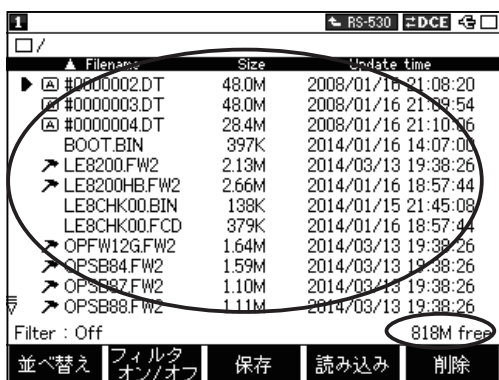 1 RS-530 DCE
/
▲ Filename Size Update time
A #0000002.DT 48.0M 2008/01/16 21:08:20
A #0000003.DT 48.0M 2008/01/16 21:09:54
A #0000004.DT 28.4M 2008/01/16 21:10:06
BOOT.BIN 397K 2014/01/16 14:07:00
LE8200.FW2 2.13M 2014/03/13 19:38:26
LE8200HB.FW2 2.66M 2014/01/16 18:57:44
LE8CHK00.BIN 138K 2014/01/15 21:45:08
LE8CHK00.FCD 379K 2014/01/16 18:57:44
OPFW12G.FW2 1.64M 2014/03/13 19:38:26
OPSB84.FW2 1.59M 2014/03/13 19:38:26
OPSB87.FW2 1.10M 2014/03/13 19:38:26
OPSB88.FW2 1.11M 2014/03/13 19:38:26
Filter : Off 818M free
並べ替え フィルタ オン/オフ 保存 読み込み 削除